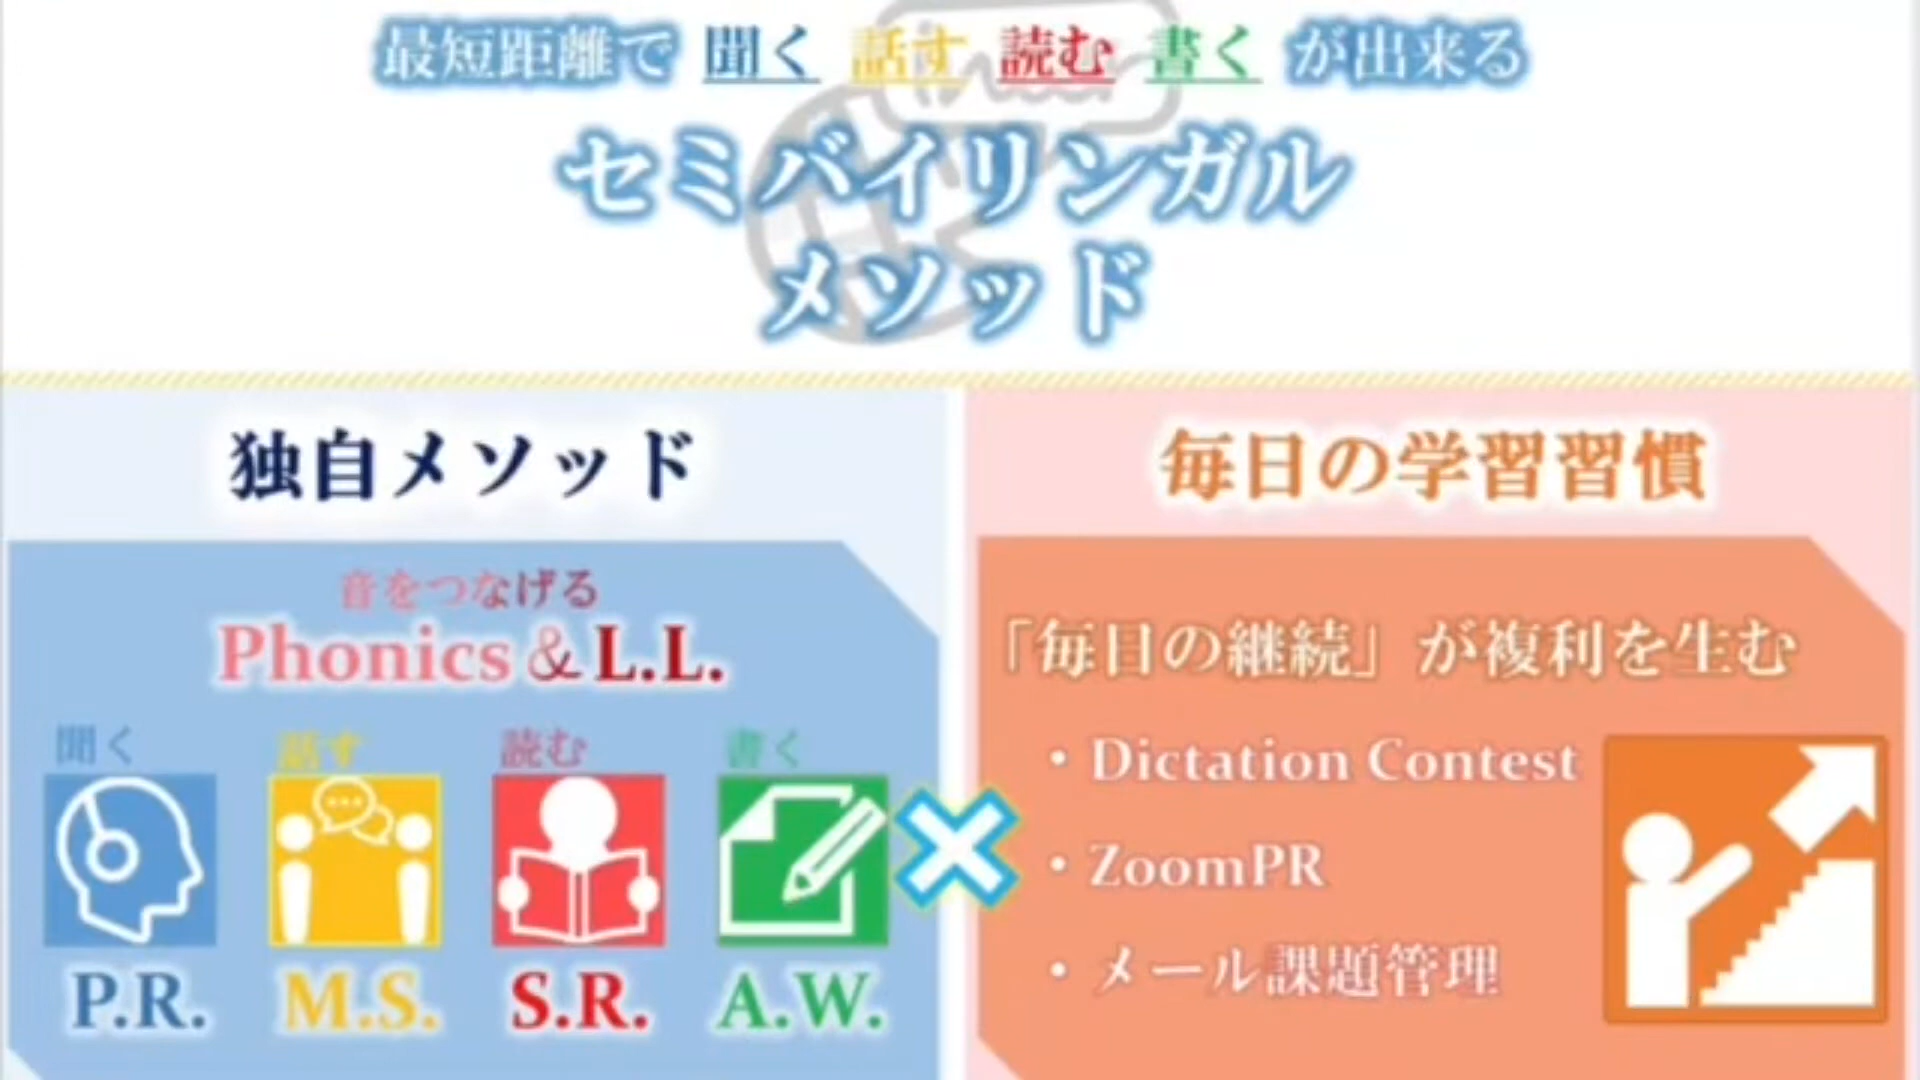 最短距離で 聞く 話す 読む 書く が出来る
セミバイリンガル
メソッド
独自メソッド
音をつなげる
Phonics&L.L.
聞く 話す 読む 書く
P.R. M.S. S.R. A.W.
×
毎日の学習習慣
「毎日の継続」が複利を生む
・Dictation Contest
・ZoomPR
・メール課題管理